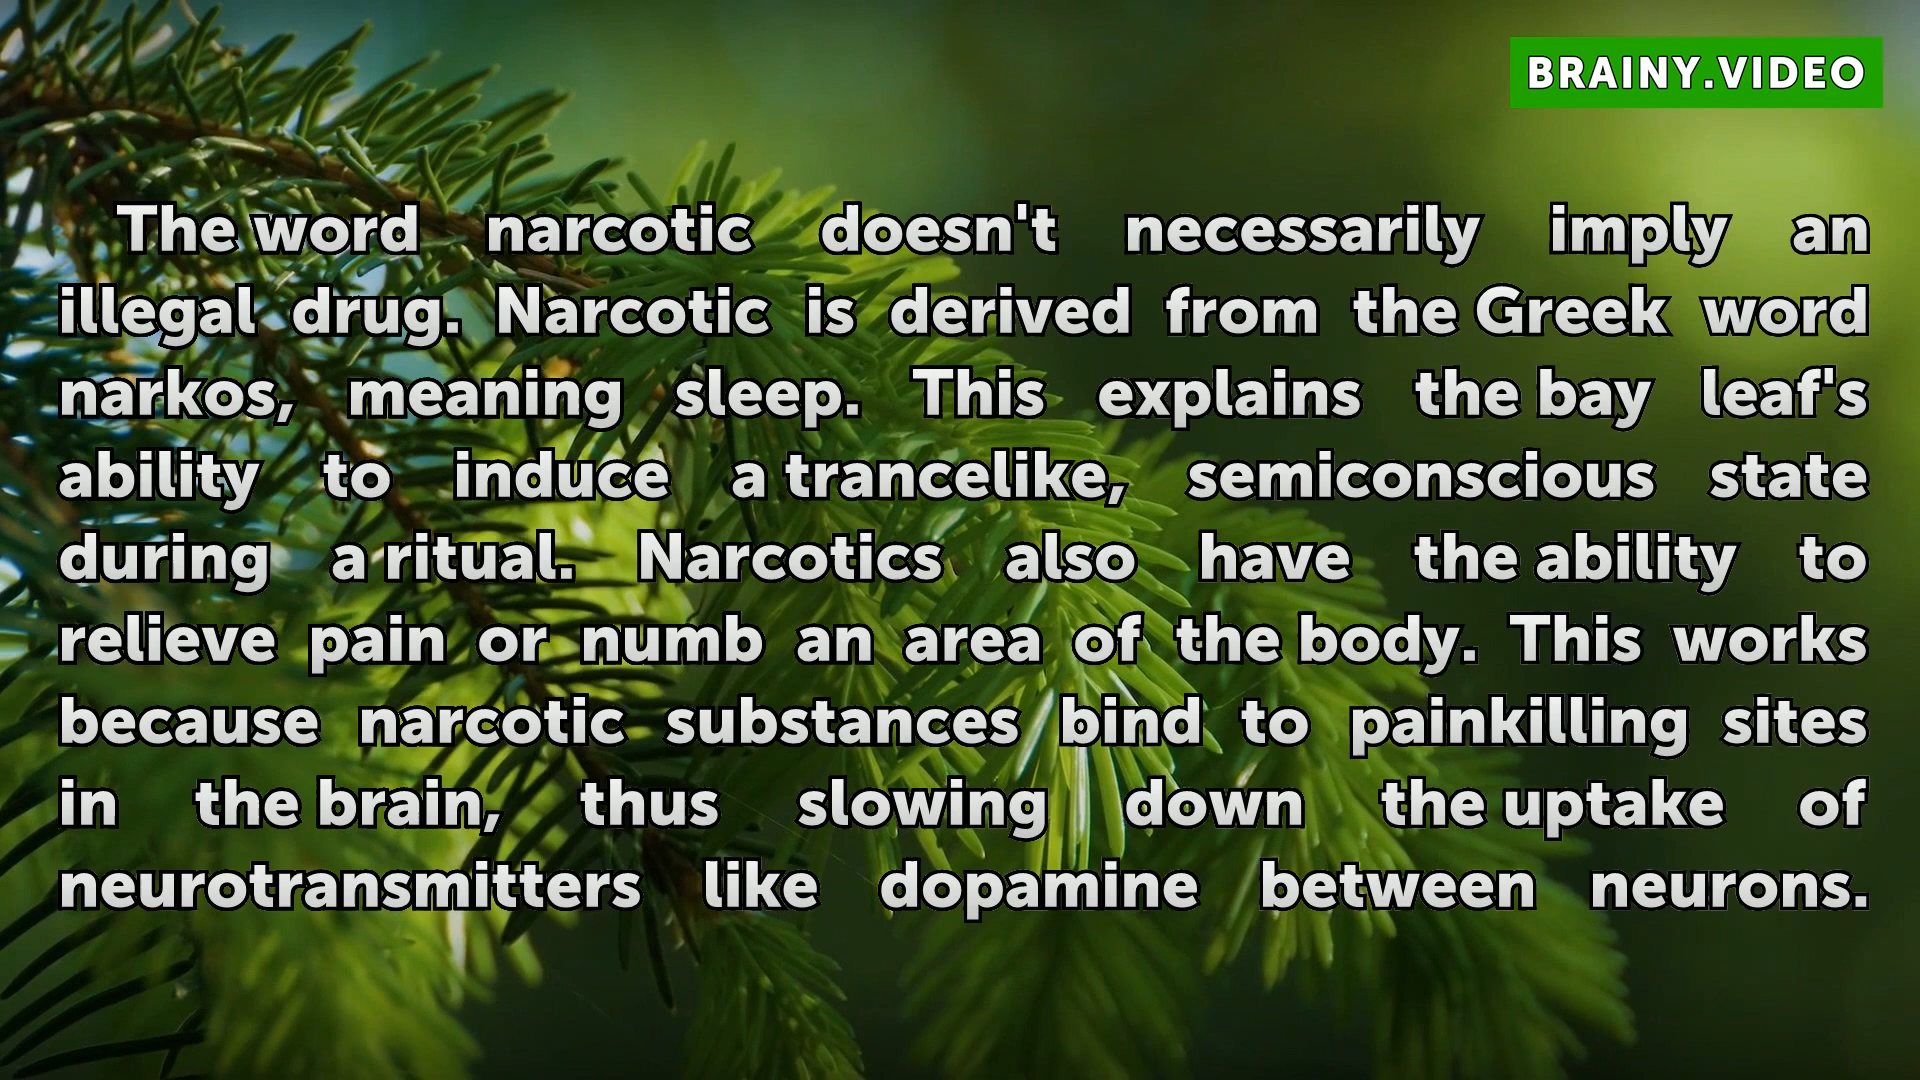 BRAINY.VIDEO
The word narcotic doesn't necessarily imply an
illegal drug. Narcotic is derived from the Greek word
narkos, meaning sleep. This explains the bay leaf's
ability to induce a trancelike, semiconscious state
during a ritual. Narcotics also have the ability to
relieve pain or numb an area of the body. This works
because narcotic substances bind to painkilling sites
in the brain, thus slowing down the uptake of
neurotransmitters like dopamine between neurons.